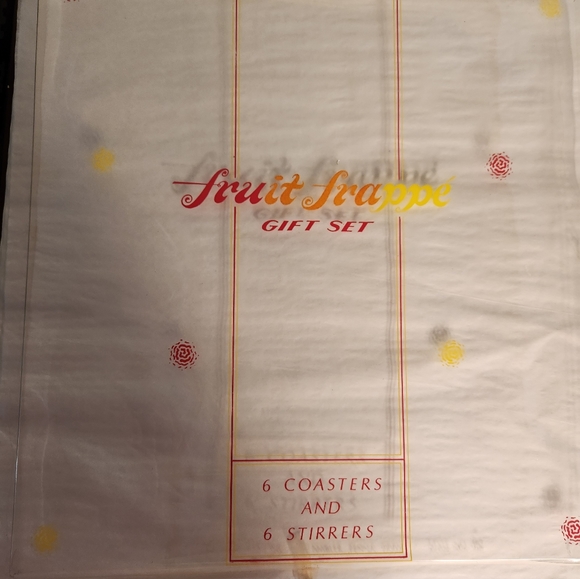 fruit frappé
GIFT SET
6 COASTERS
AND
6 STIRRERS